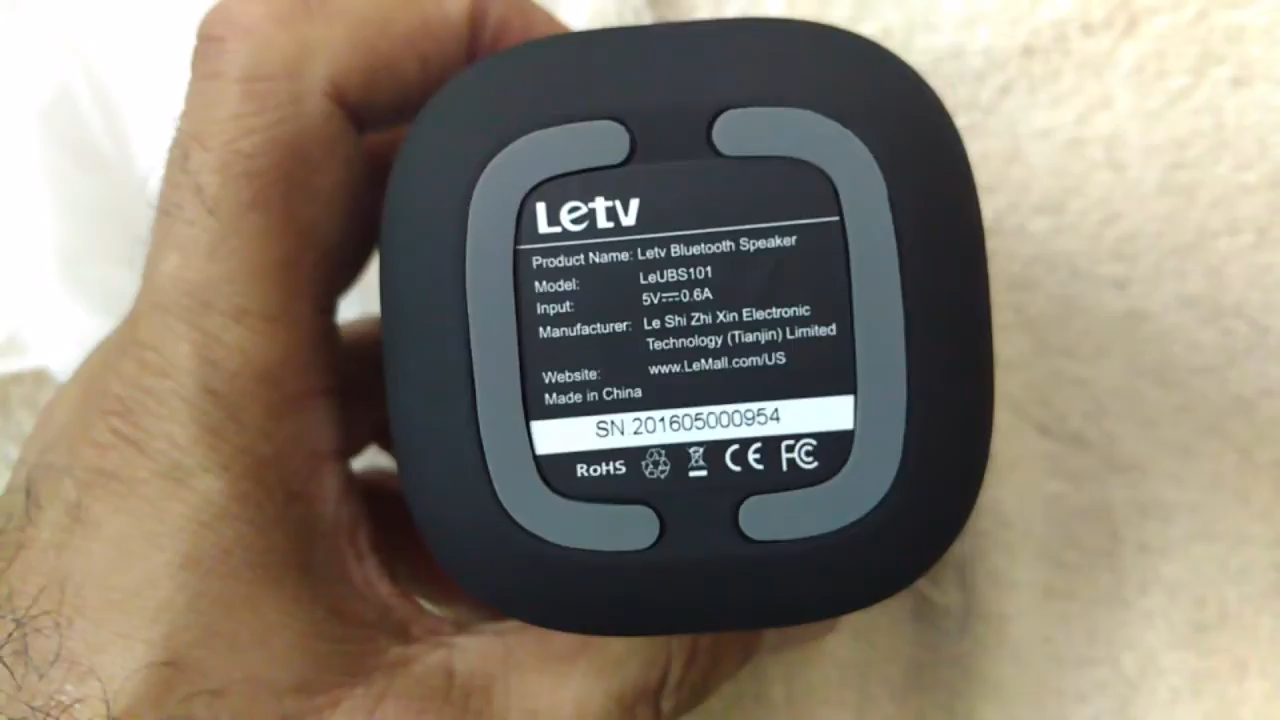 Letv
Product Name: Letv Bluetooth Speaker
Model: LeUBS101
Input: 5V⎓0.6A
Manufacturer: Le Shi Zhi Xin Electronic
Technology (Tianjin) Limited
Website: www.LeMall.com/US
Made in China
SN 201605000954
RoHS CE FC